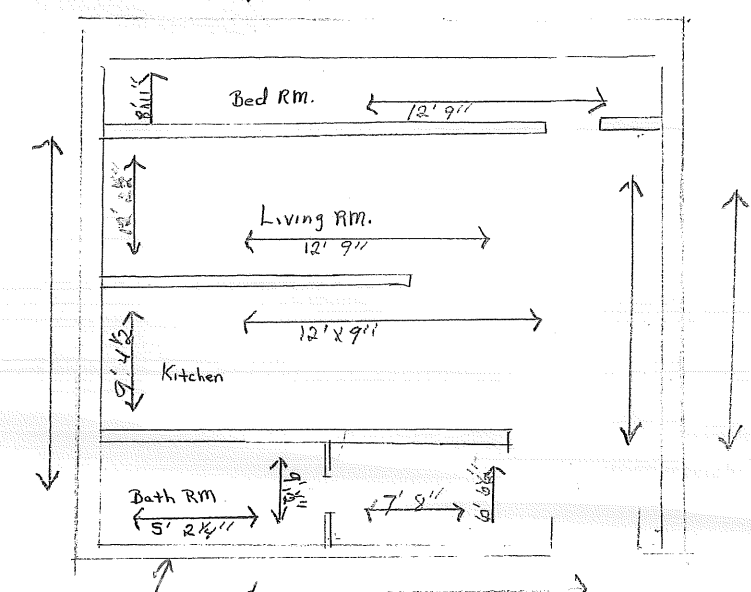 Bed RM.
12' 9"
Living RM.
12' 9"
12' X 9"
9' 4½
Kitchen
Bath RM
5' 2¼"
7' 8"